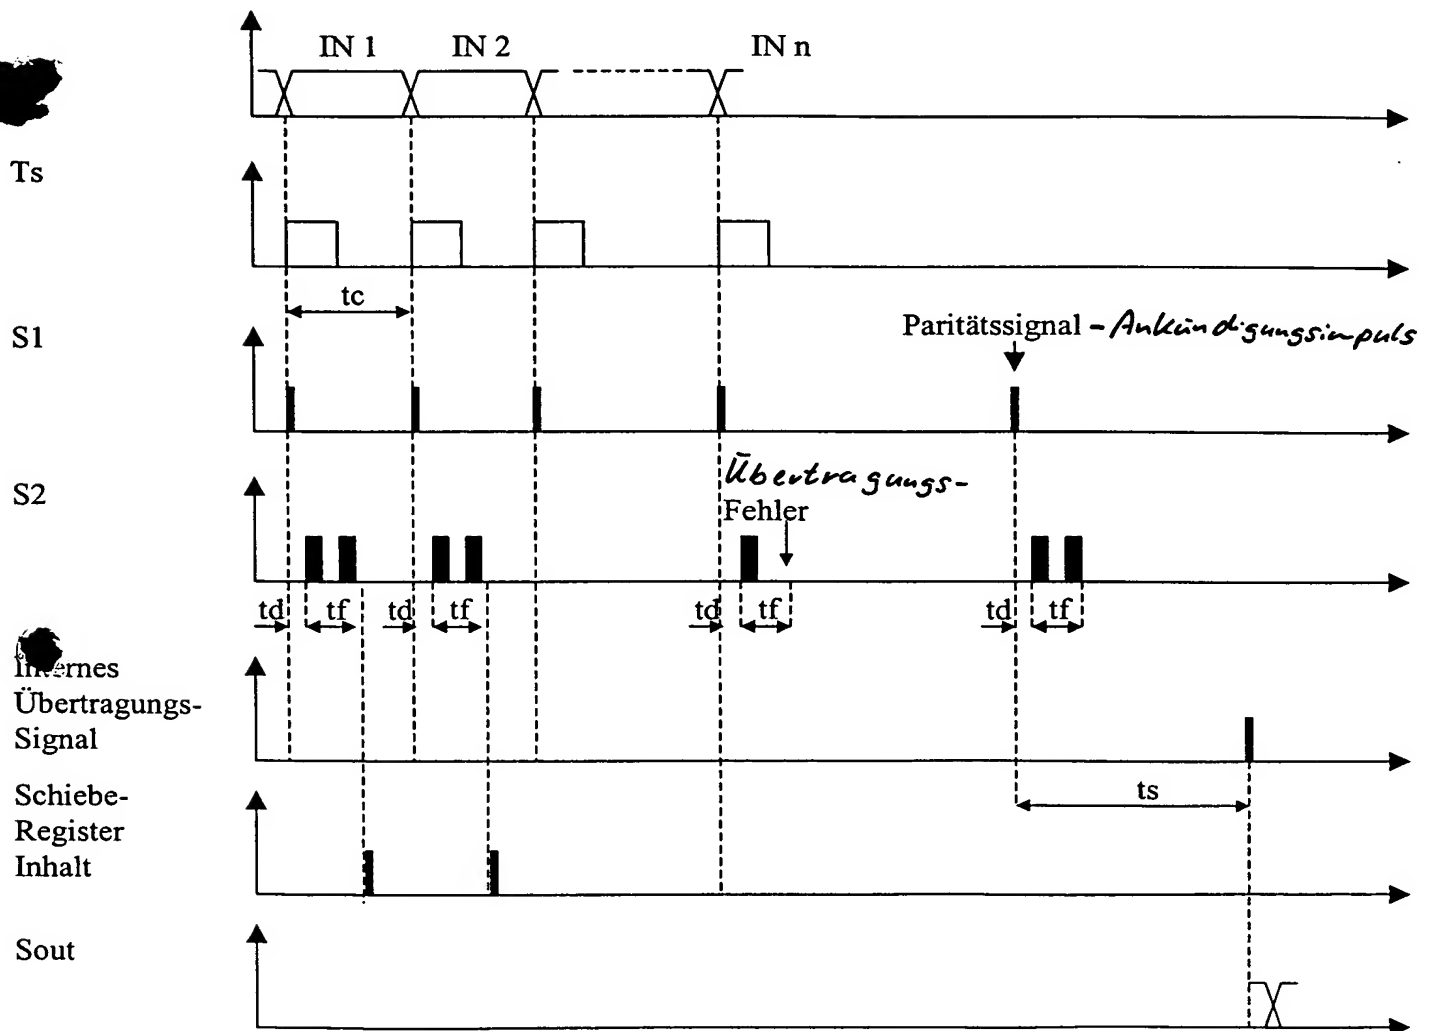 IN 1 IN 2 IN n
Ts
tc
S1
Paritätssignal – Ankündigungsimpuls
S2
Übertragungs-
Fehler
td tf td tf td tf td tf
Internes
Übertragungs-
Signal
ts
Schiebe-
Register
Inhalt
Sout